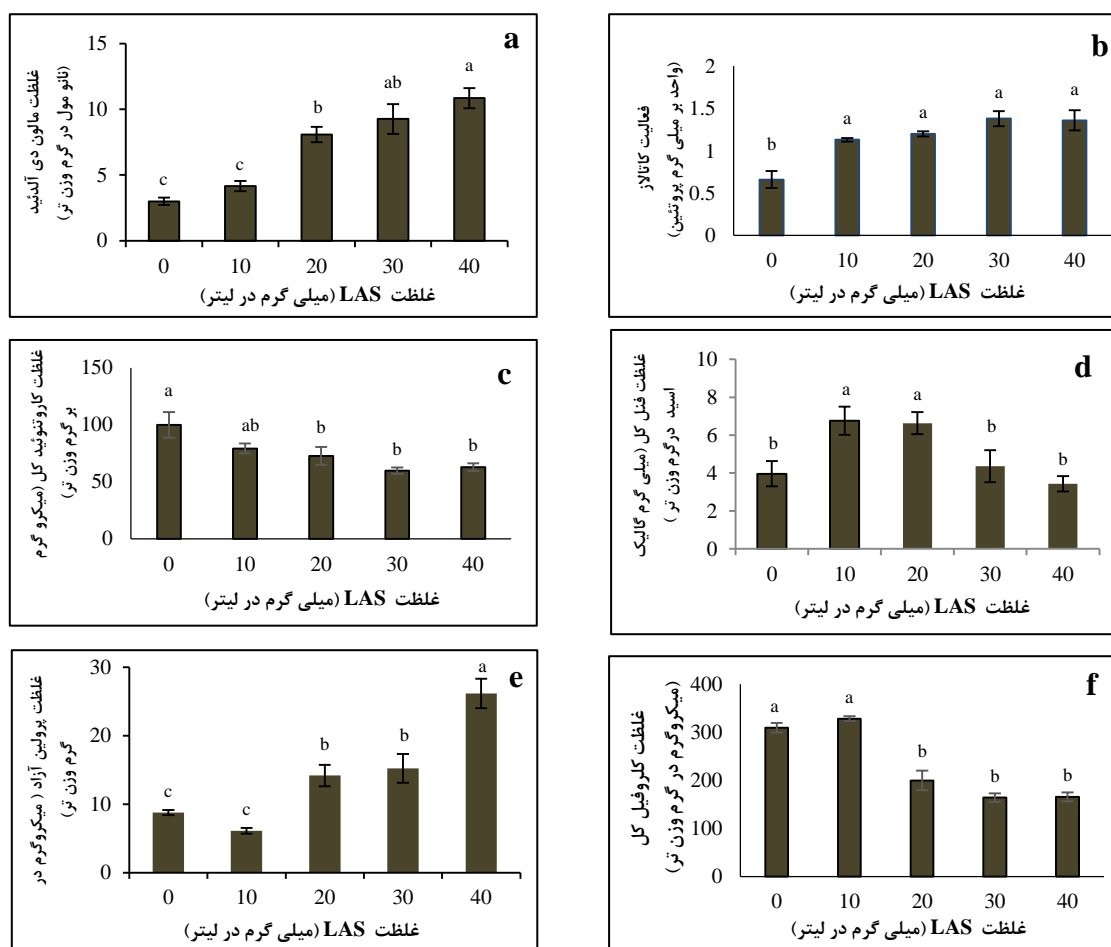 a
غلظت مالون دی آلدئید
(نانو مول در گرم وزن تر)
15
10
5
0
c
c
b
ab
a
0 10 20 30 40
غلظت LAS (میلی گرم در لیتر)
b
فعالیت کاتالاز
(واحد بر میلی گرم پروتئین)
2
1.5
1
0.5
0
b
a
a
a
a
0 10 20 30 40
غلظت LAS (میلی گرم در لیتر)
c
غلظت کاروتنوئید کل (میکرو گرم
بر گرم وزن تر)
150
100
50
0
a
ab
b
b
b
0 10 20 30 40
غلظت LAS (میلی گرم در لیتر)
d
غلظت فنل کل (میلی گرم گالیک
اسید درگرم وزن تر )
10
8
6
4
2
0
b
a
a
b
b
0 10 20 30 40
غلظت LAS (میلی گرم در لیتر)
e
غلظت پرولین آزاد ( میکروگرم در
گرم وزن تر)
30
20
10
0
c
c
b
b
a
0 10 20 30 40
غلظت LAS (میلی گرم در لیتر)
f
غلظت کلروفیل کل
(میکروگرم در گرم وزن تر)
400
300
200
100
0
a
a
b
b
b
0 10 20 30 40
غلظت LAS (میلی گرم در لیتر)